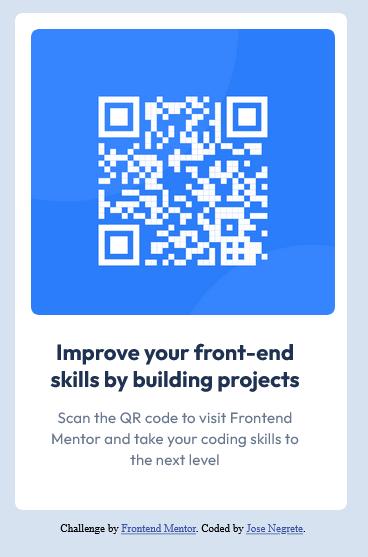 Improve your front-end
skills by building projects
Scan the QR code to visit Frontend
Mentor and take your coding skills to
the next level
Challenge by Frontend Mentor. Coded by Jose Negrete.